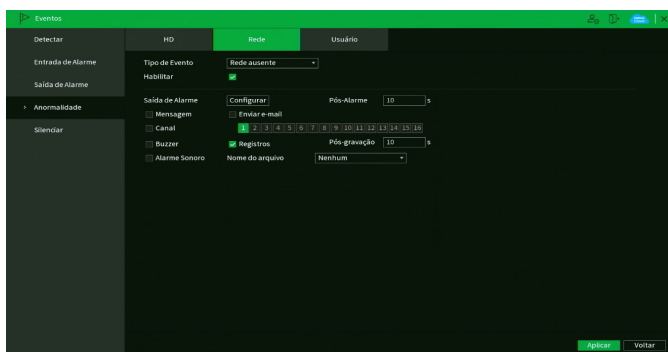 Eventos
Detectar
Entrada de Alarme
Saída de Alarme
Anormalidade
Silenciar
HD Rede Usuário
Tipo de Evento Rede ausente
Habilitar
Saída de Alarme Configurar Pós-Alarme 10 s
Mensagem Enviar e-mail
Canal 1 2 3 4 5 6 7 8 9 10 11 12 13 14 15 16
Buzzer Registros Pós-gravação 10 s
Alarme Sonoro Nome do arquivo Nenhum
Aplicar Voltar